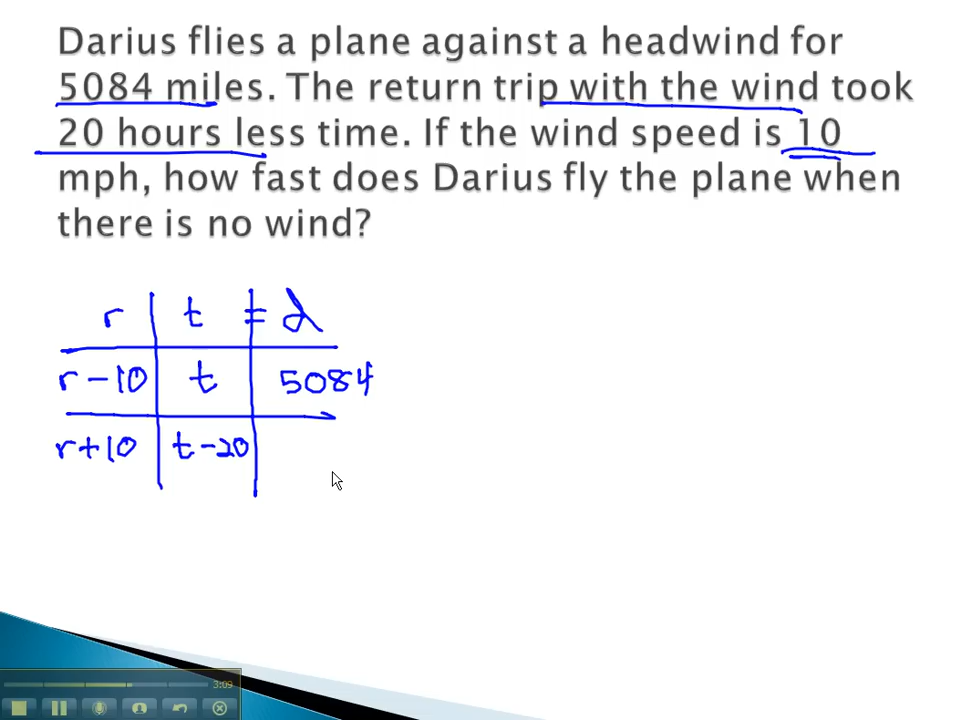 Darius flies a plane against a headwind for
5084 miles. The return trip with the wind took
20 hours less time. If the wind speed is 10
mph, how fast does Darius fly the plane when
there is no wind?
r t = d
r - 10 t 5084
r + 10 t - 20
3:09